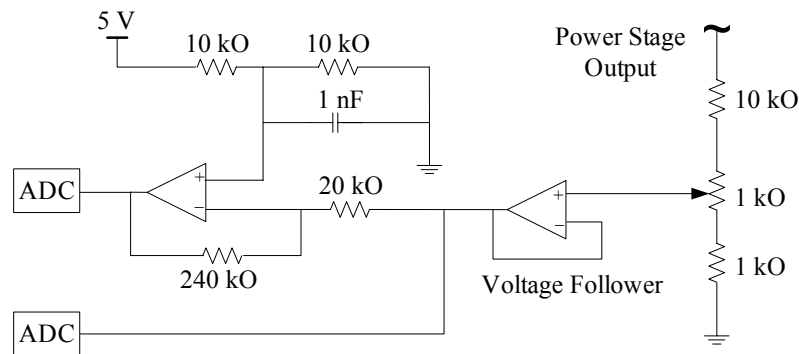 5 V
10 kO
10 kO
1 nF
Power Stage
Output
10 kO
ADC
+
−
20 kO
+
−
1 kO
240 kO
Voltage Follower
1 kO
ADC